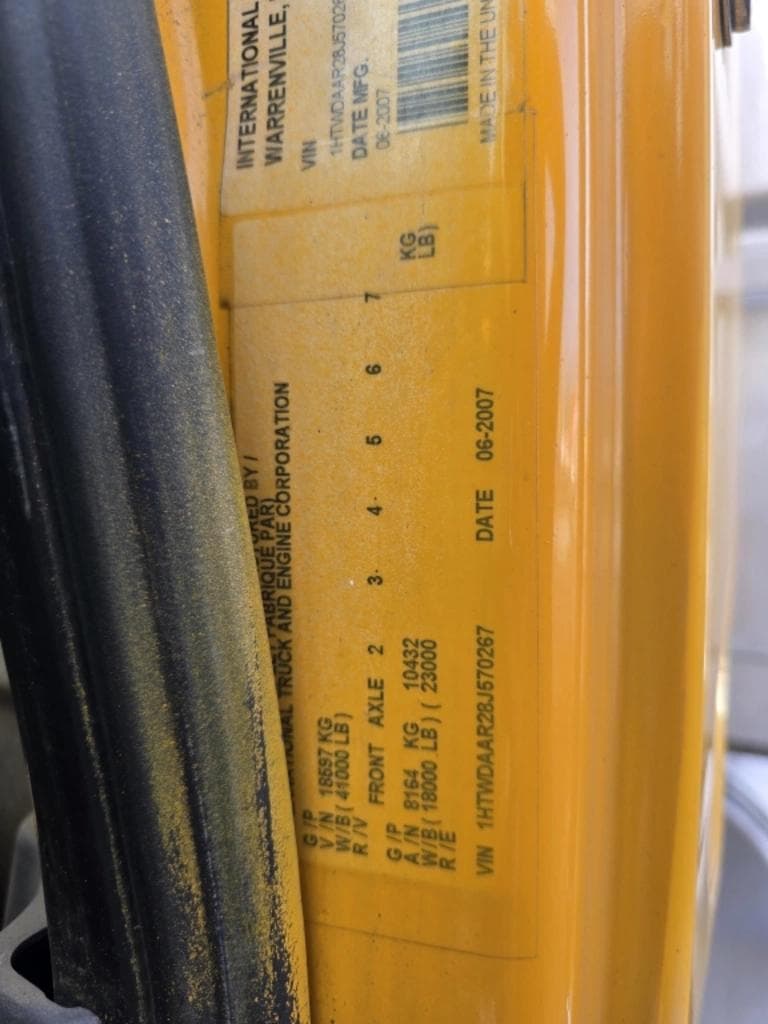 INTERNATIONAL
WARRENVILLE,
VIN
1HTWDAAR28J57026
DATE MFG.
06-2007
MADE IN THE UN
KG
LB)
BY /
FABRIQUE PAR)
TRUCK AND ENGINE CORPORATION
G /P
V /N 18597 KG
W/B ( 41000 LB)
R /V
FRONT AXLE 2 3 4 5 6 7
G /P
A /N 8164 KG 10432
W/B ( 18000 LB) ( 23000
R /E
VIN 1HTWDAAR28J570267 DATE 06-2007